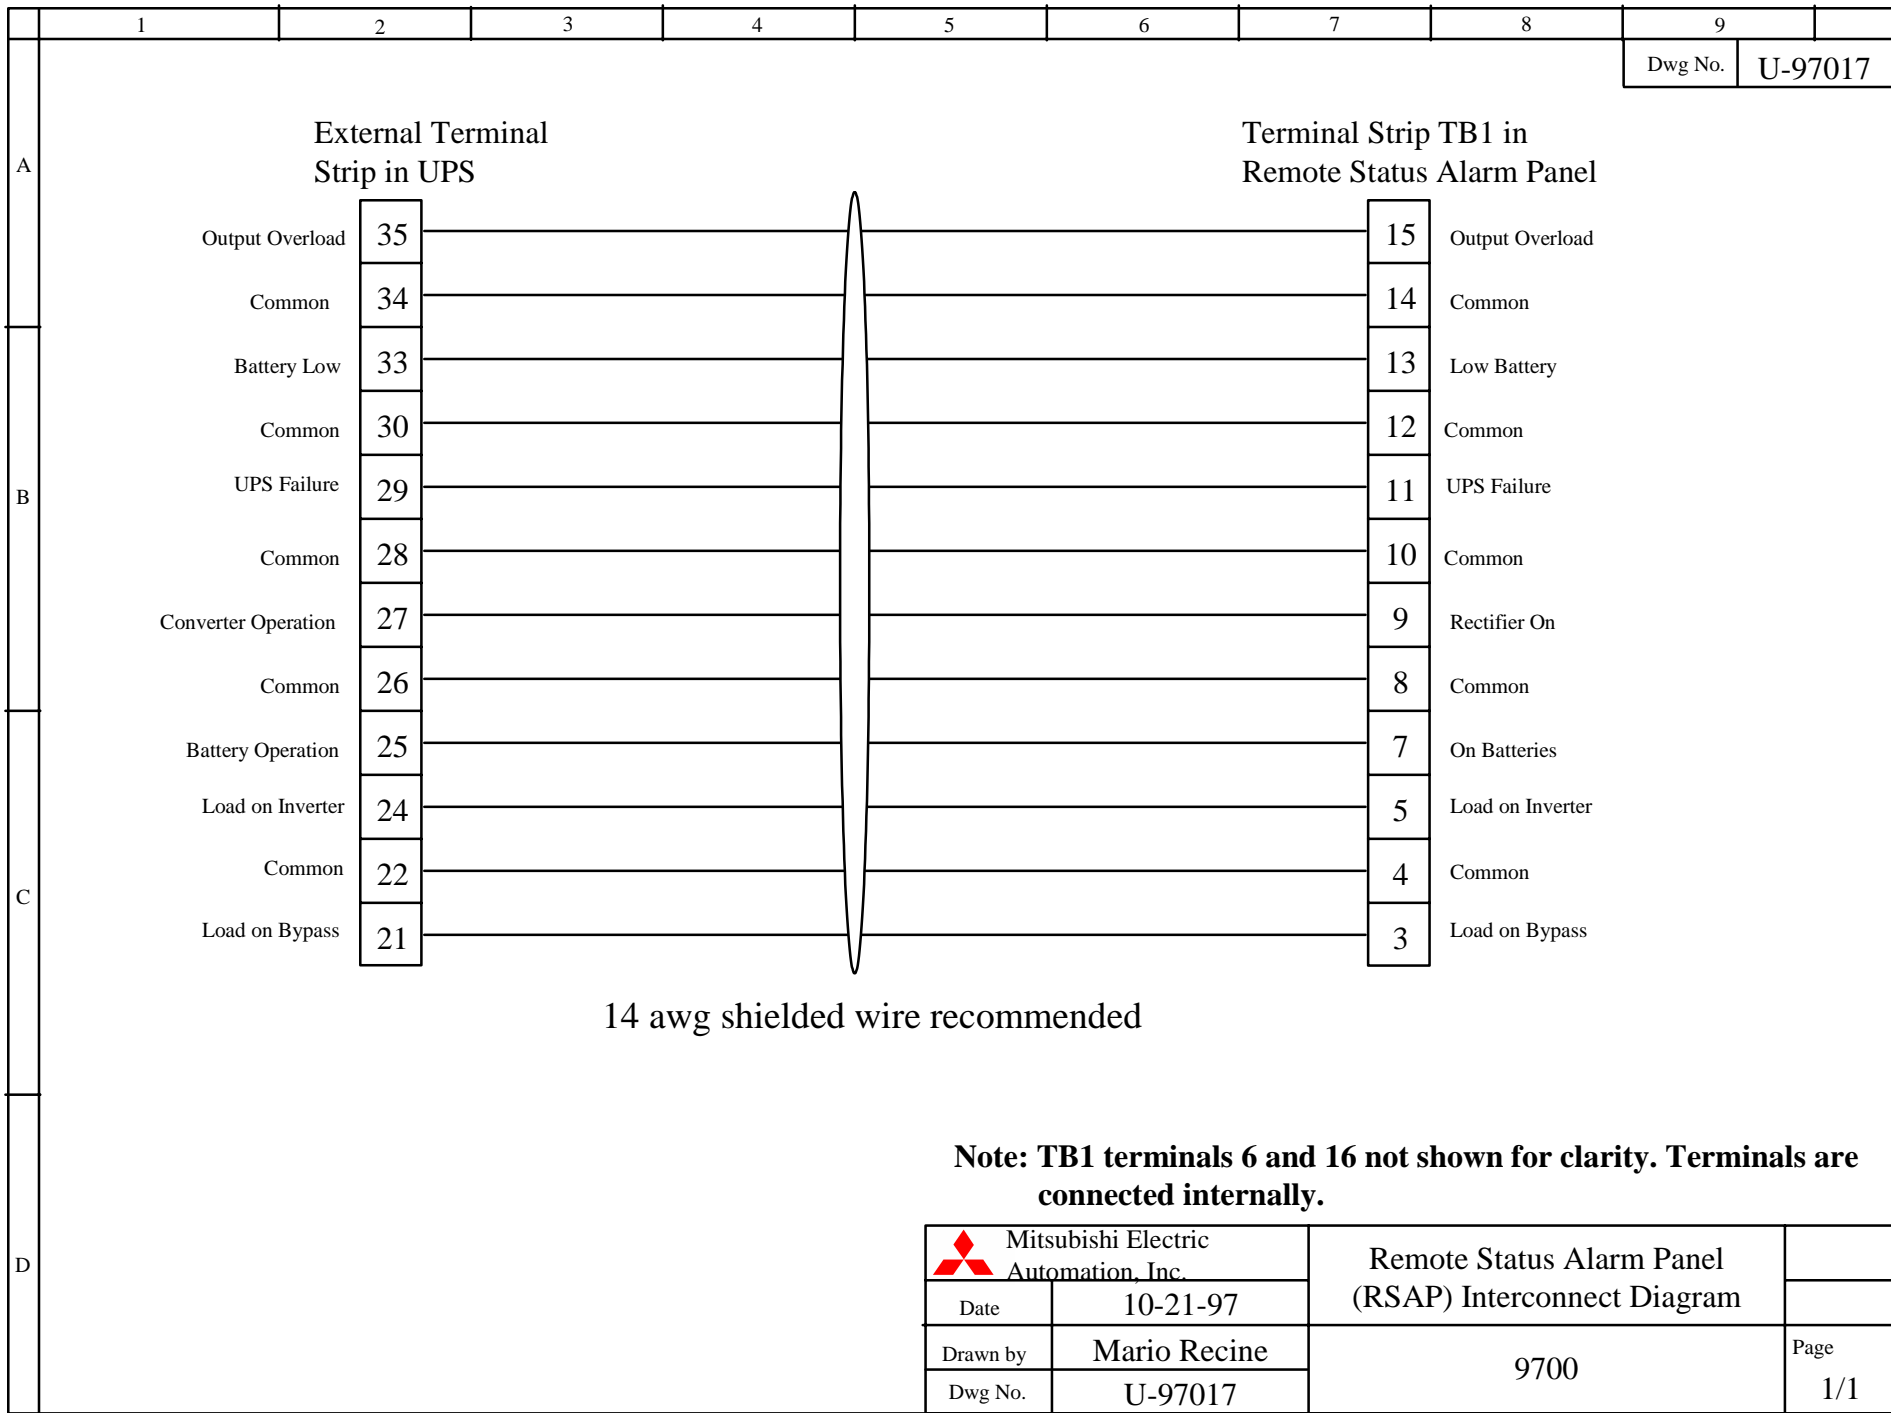 1 2 3 4 5 6 7 8 9
Dwg No. U-97017
External Terminal
Strip in UPS
Terminal Strip TB1 in
Remote Status Alarm Panel
A
Output Overload 35 15 Output Overload
Common 34 14 Common
Battery Low 33 13 Low Battery
Common 30 12 Common
B
UPS Failure 29 11 UPS Failure
Common 28 10 Common
Converter Operation 27 9 Rectifier On
Common 26 8 Common
Battery Operation 25 7 On Batteries
Load on Inverter 24 5 Load on Inverter
Common 22 4 Common
C
Load on Bypass 21 3 Load on Bypass
14 awg shielded wire recommended
Note: TB1 terminals 6 and 16 not shown for clarity. Terminals are
connected internally.
D
Mitsubishi Electric
Automation, Inc.
Remote Status Alarm Panel
(RSAP) Interconnect Diagram
Date 10-21-97
Drawn by Mario Recine
9700
Page
1/1
Dwg No. U-97017